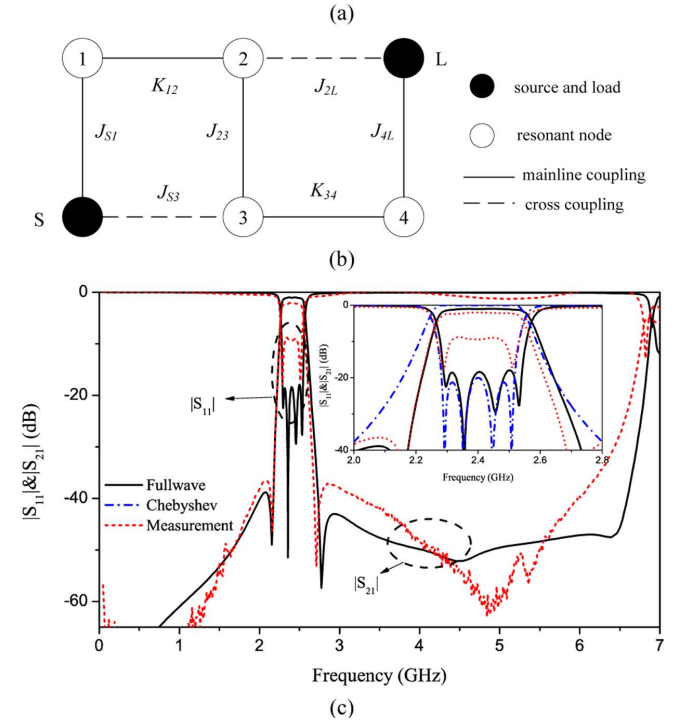 (a)
1
2
L
K12
J2L
source and load
JS1
J23
J4L
resonant node
JS3
K34
mainline coupling
S
3
4
cross coupling
(b)
0
-20
-40
-60
|S11|&|S21| (dB)
|S11|
Fullwave
Chebyshev
Measurement
|S21|
0
-10
-20
-30
-40
|S11|&|S21| (dB)
2.0 2.2 2.4 2.6 2.8
Frequency (GHz)
0 1 2 3 4 5 6 7
Frequency (GHz)
(c)